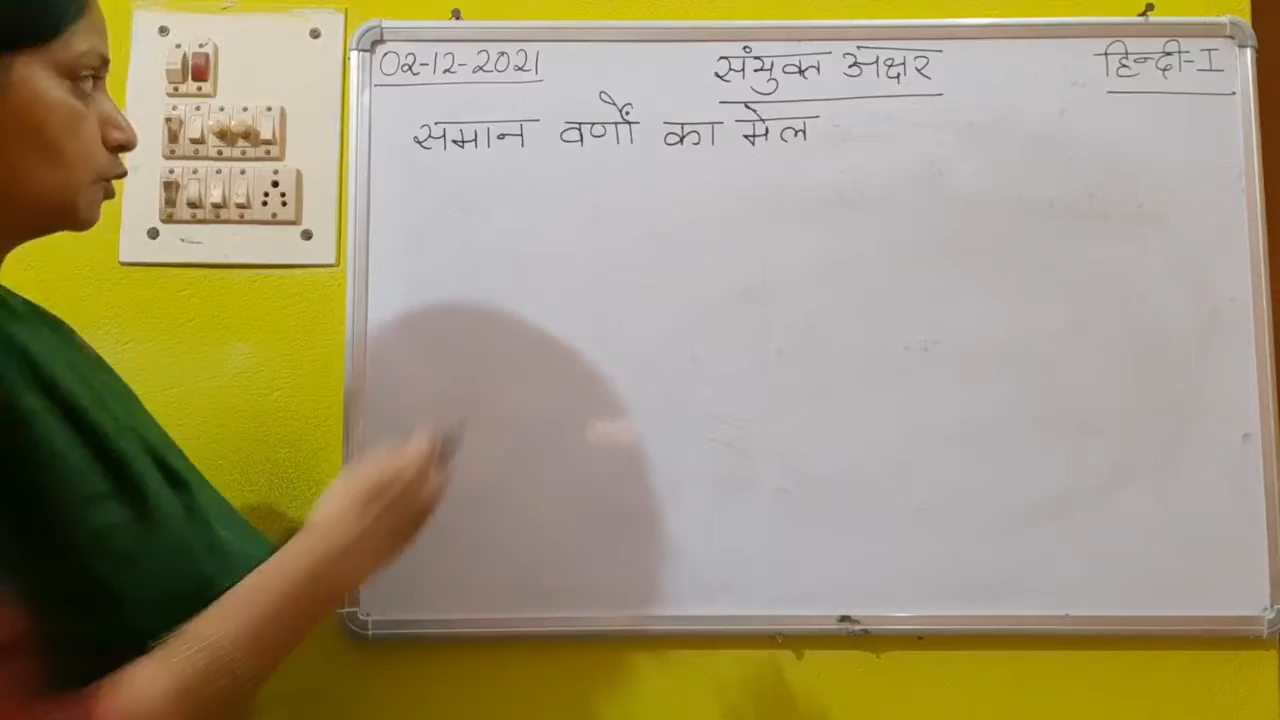 02-12-2021 संयुक्त अक्षर हिन्दी-I
समान वर्णों का मेल